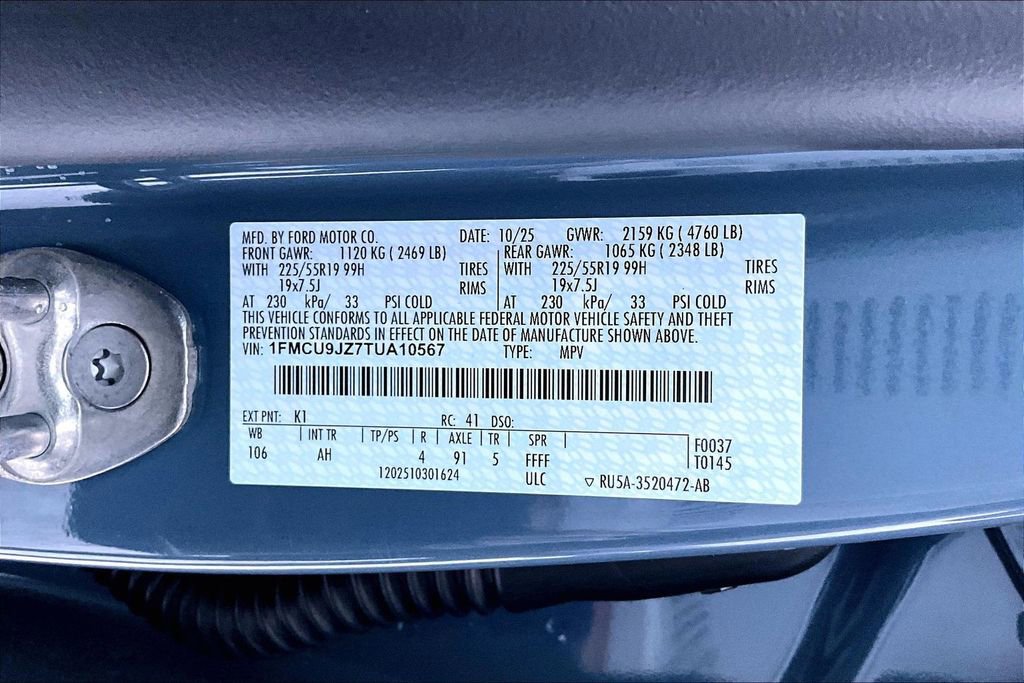 MFD. BY FORD MOTOR CO. DATE: 10/25 GVWR: 2159 KG ( 4760 LB)
FRONT GAWR: 1120 KG ( 2469 LB) REAR GAWR: 1065 KG ( 2348 LB)
WITH 225/55R19 99H TIRES WITH 225/55R19 99H TIRES
19x7.5J RIMS 19x7.5J RIMS
AT 230 kPa/ 33 PSI COLD AT 230 kPa/ 33 PSI COLD
THIS VEHICLE CONFORMS TO ALL APPLICABLE FEDERAL MOTOR VEHICLE SAFETY AND THEFT
PREVENTION STANDARDS IN EFFECT ON THE DATE OF MANUFACTURE SHOWN ABOVE.
VIN: 1FMCU9JZ7TUA10567 TYPE: MPV
EXT PNT: K1 RC: 41 DSO:
WB INT TR TP/PS R AXLE TR SPR F0037
106 AH 4 91 5 FFFF T0145
1202510301624 ULC ▽ RU5A-3520472-AB